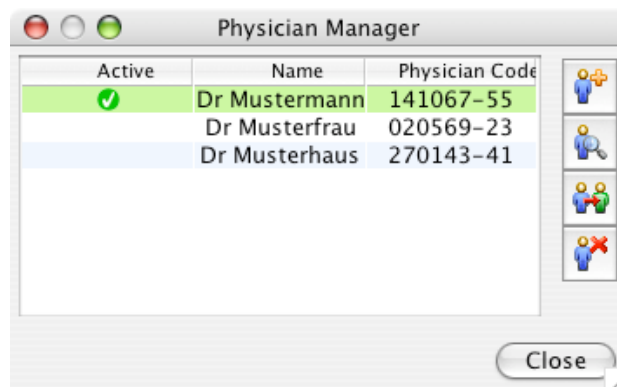 Physician Manager
Active Name Physician Code
Dr Mustermann 141067-55
Dr Musterfrau 020569-23
Dr Musterhaus 270143-41
Close